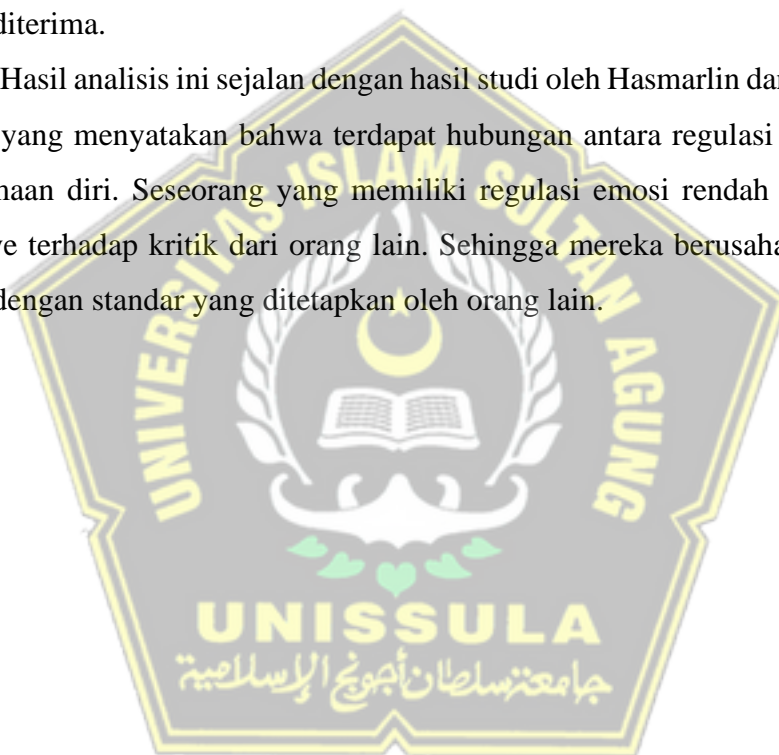 diterima.
Hasil analisis ini sejalan dengan hasil studi oleh Hasmarlin dan
yang menyatakan bahwa terdapat hubungan antara regulasi
naan diri. Seseorang yang memiliki regulasi emosi rendah
ve terhadap kritik dari orang lain. Sehingga mereka berusaha
dengan standar yang ditetapkan oleh orang lain.
UNIVERSITAS ISLAM SULTAN AGUNG
UNISSULA
جامعة سلطان أجونج الإسلامية